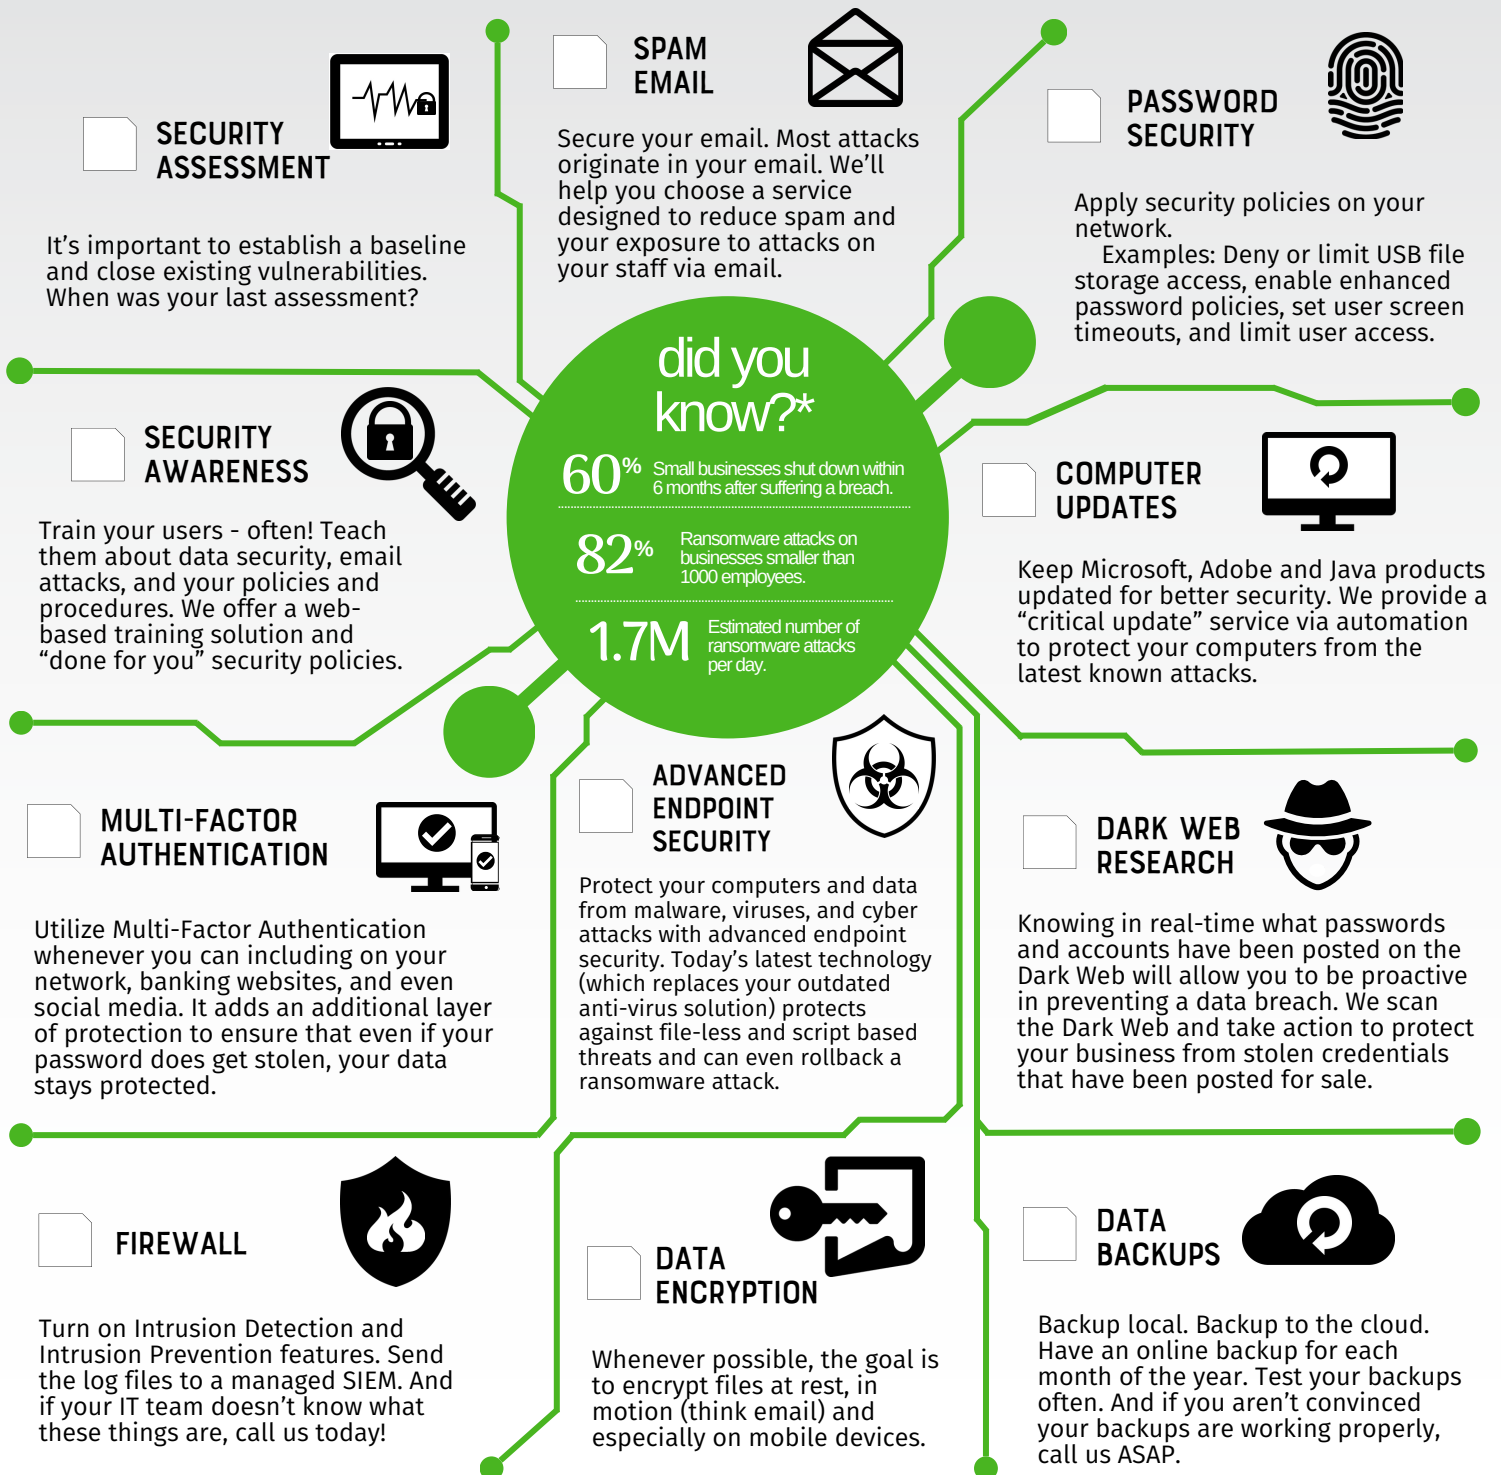 SECURITY
ASSESSMENT
It's important to establish a baseline
and close existing vulnerabilities.
When was your last assessment?
SPAM
EMAIL
Secure your email. Most attacks
originate in your email. We'll
help you choose a service
designed to reduce spam and
your exposure to attacks on
your staff via email.
PASSWORD
SECURITY
Apply security policies on your
network.
Examples: Deny or limit USB file
storage access, enable enhanced
password policies, set user screen
timeouts, and limit user access.
did you
know?*
60% Small businesses shut down within
6 months after suffering a breach.
82% Ransomware attacks on
businesses smaller than
1000 employees.
1.7M Estimated number of
ransomware attacks
per day.
SECURITY
AWARENESS
Train your users - often! Teach
them about data security, email
attacks, and your policies and
procedures. We offer a web-
based training solution and
“done for you” security policies.
COMPUTER
UPDATES
Keep Microsoft, Adobe and Java products
updated for better security. We provide a
“critical update” service via automation
to protect your computers from the
latest known attacks.
MULTI-FACTOR
AUTHENTICATION
Utilize Multi-Factor Authentication
whenever you can including on your
network, banking websites, and even
social media. It adds an additional layer
of protection to ensure that even if your
password does get stolen, your data
stays protected.
ADVANCED
ENDPOINT
SECURITY
Protect your computers and data
from malware, viruses, and cyber
attacks with advanced endpoint
security. Today's latest technology
(which replaces your outdated
anti-virus solution) protects
against file-less and script based
threats and can even rollback a
ransomware attack.
DARK WEB
RESEARCH
Knowing in real-time what passwords
and accounts have been posted on the
Dark Web will allow you to be proactive
in preventing a data breach. We scan
the Dark Web and take action to protect
your business from stolen credentials
that have been posted for sale.
FIREWALL
Turn on Intrusion Detection and
Intrusion Prevention features. Send
the log files to a managed SIEM. And
if your IT team doesn't know what
these things are, call us today!
DATA
ENCRYPTION
Whenever possible, the goal is
to encrypt files at rest, in
motion (think email) and
especially on mobile devices.
DATA
BACKUPS
Backup local. Backup to the cloud.
Have an online backup for each
month of the year. Test your backups
often. And if you aren't convinced
your backups are working properly,
call us ASAP.